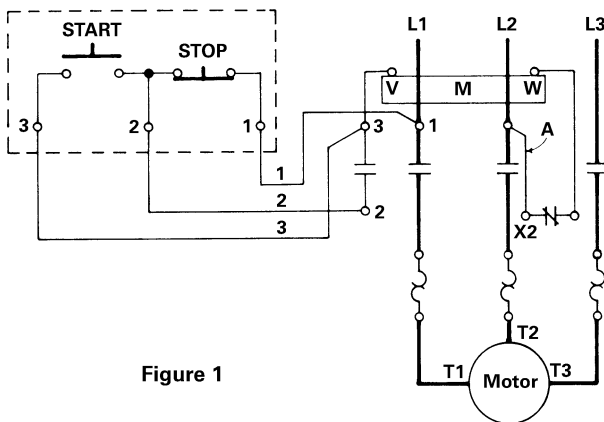 L1 L2 L3
START
STOP
V M W
3 2 1 3 1 A
1
2 2 X2
3
T2
Figure 1 T1 Motor T3